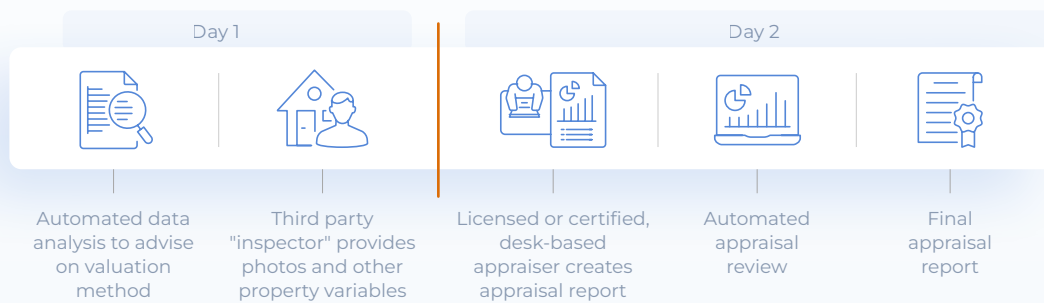 Day 1
Day 2
Automated data
analysis to advise
on valuation
method
Third party
"inspector" provides
photos and other
property variables
Licensed or certified,
desk-based
appraiser creates
appraisal report
Automated
appraisal
review
Final
appraisal
report